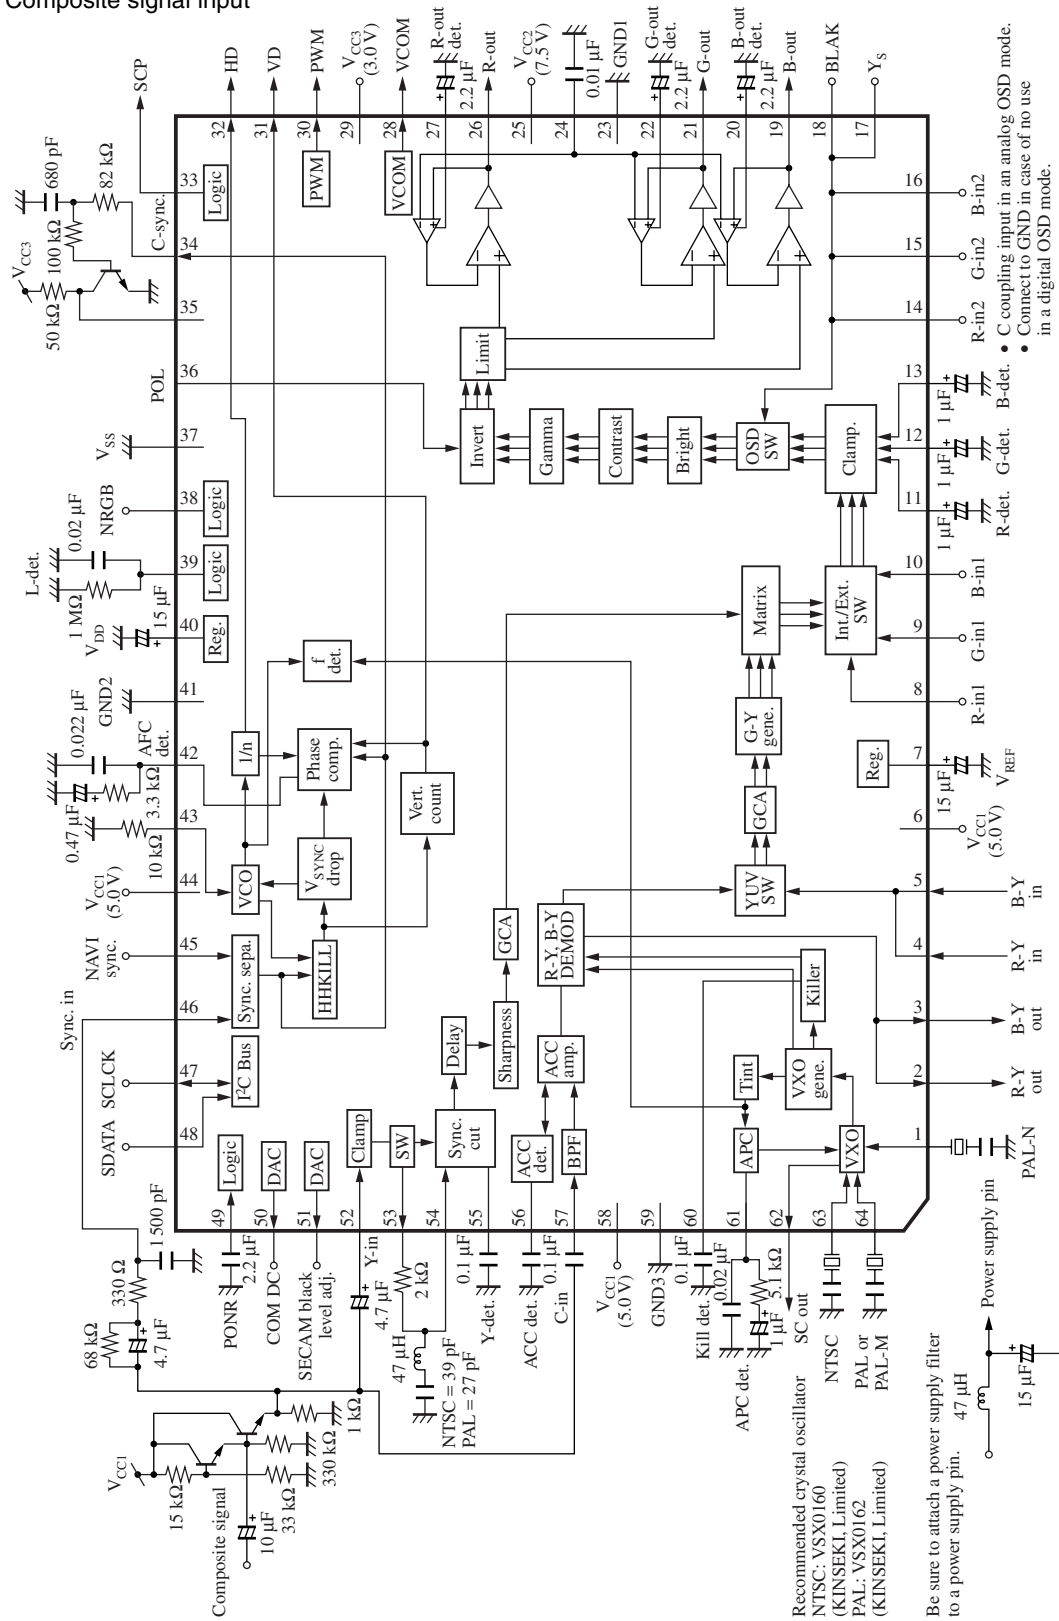 Composite signal input
SCP
HD
VD
PWM
VCC3
(3.0 V)
VCOM
R-out
det.
2.2 µF
R-out
VCC2
(7.5 V)
0.01 µF
GND1
G-out
det.
2.2 µF
G-out
B-out
det.
2.2 µF
B-out
BLAK
YS
32
31
30
29
28
27
26
25
24
23
22
21
20
19
18
17
PWM
VCOM
680 pF
82 kΩ
C-sync.
100 kΩ
VCC3
50 kΩ
33
Logic
34
35
POL
36
VSS
37
NRGB
38
Logic
L-det.
0.02 µF
1 MΩ
39
Logic
VDD
15 µF
40
Reg.
GND2
41
0.022 µF
AFC
det.
42
0.47 µF
3.3 kΩ
10 kΩ
43
VCC1
(5.0 V)
44
NAVI
sync.
45
Sync. in
46
SCLCK
47
SDATA
48
I²C Bus
Sync. sepa.
HHKILL
VCO
VSYNC
drop
1/n
Phase
comp.
Vert.
count
f
det.
Limit
Invert
Gamma
Contrast
Bright
OSD
SW
Clamp.
Matrix
Int./Ext.
SW
G-Y
gene.
GCA
YUV
SW
Reg.
GCA
R-Y, B-Y
DEMOD
Sharpness
Delay
ACC
amp.
Killer
VXO
gene.
Tint
APC
VXO
BPF
ACC
det.
Sync.
cut
SW
Clamp
DAC
DAC
Logic
16
B-in2
15
G-in2
14
R-in2
• C coupling input in an analog OSD mode.
• Connect to GND in case of no use
in a digital OSD mode.
13
1 µF
B-det.
12
1 µF
G-det.
11
1 µF
R-det.
10
B-in1
9
G-in1
8
R-in1
7
15 µF
VREF
6
VCC1
(5.0 V)
5
B-Y
in
4
R-Y
in
3
B-Y
out
2
R-Y
out
1
PAL-N
49
50
51
52
53
54
55
56
57
58
59
60
61
62
63
64
1500 pF
330 Ω
68 kΩ
4.7 µF
2.2 µF
PONR
COM DC
SECAM black
level adj.
Y-in
4.7 µF
2 kΩ
47 µH
NTSC = 39 pF
PAL = 27 pF
0.1 µF
Y-det.
0.1 µF
ACC det.
0.1 µF
C-in
VCC1
(5.0 V)
GND3
0.1 µF
Kill det.
0.02 µF
APC det.
5.1 kΩ
1 µF
SC out
NTSC
PAL or
PAL-M
VCC1
15 kΩ
Composite signal
10 µF
33 kΩ
330 kΩ
1 kΩ
Recommended crystal oscillator
NTSC: VSX0160
(KINSEKI, Limited)
PAL: VSX0162
(KINSEKI, Limited)
Be sure to attach a power supply filter
to a power supply pin.
47 µH
Power supply pin
15 µF